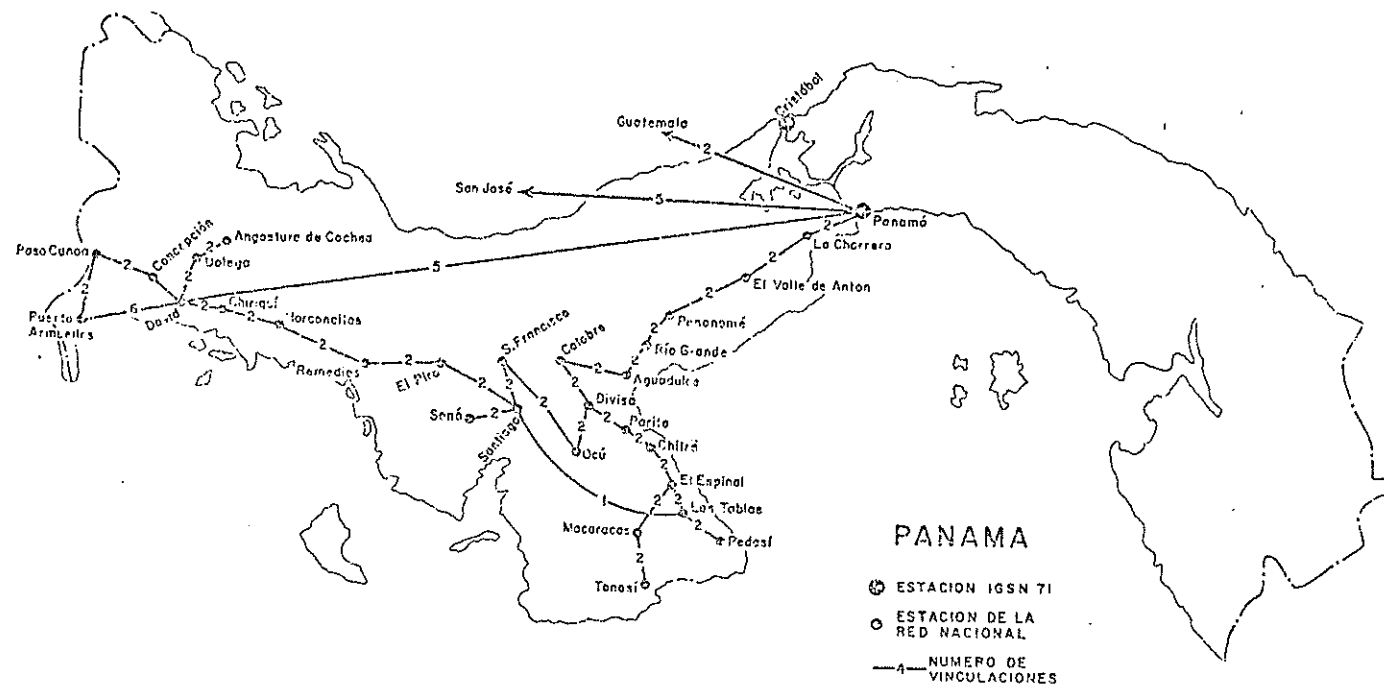 Cristóbal
Guatemala
2
San José
5
Panamá
2
La Chorrera
Concepción
Angostura de Cochea
2
Dolega
Paso Canoa
2
2
2
5
El Valle de Anton
2
6
Puerto
Armuelles
David
2
Chiriquí
2
Horconcitos
Penonomé
2
2
Río Grande
S. Francisco
Calobre
2
Remedios
2
El Piro
2
2
Aguadulce
2
Soná
2
Santiago
2
Divisa
2
Parita
2
Chitré
2
Ocú
2
El Espinal
1
2
2
Las Tablas
Macaracas
2
Pedasí
2
Tonosí
PANAMA
ESTACION IGSN 71
ESTACION DE LA
RED NACIONAL
4 NUMERO DE
VINCULACIONES